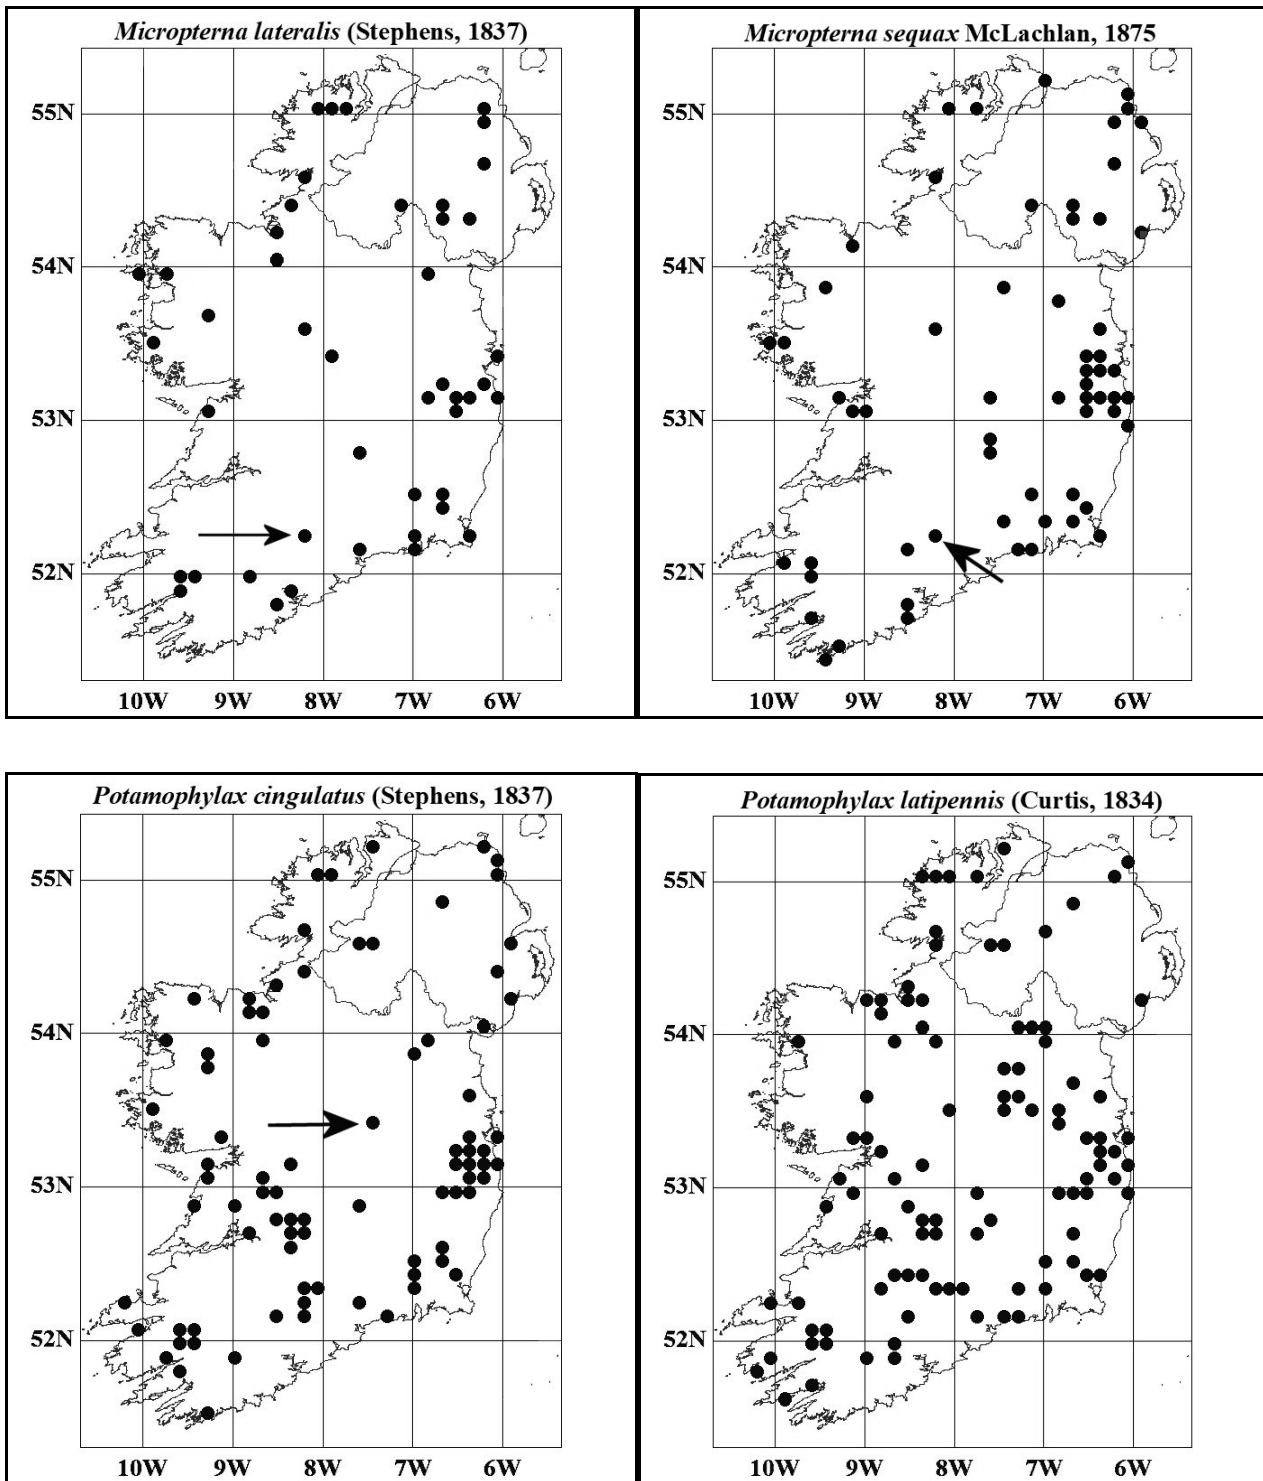 Micropterna lateralis (Stephens, 1837)
55N
54N
53N
52N
10W 9W 8W 7W 6W
Micropterna sequax McLachlan, 1875
55N
54N
53N
52N
10W 9W 8W 7W 6W
Potamophylax cingulatus (Stephens, 1837)
55N
54N
53N
52N
10W 9W 8W 7W 6W
Potamophylax latipennis (Curtis, 1834)
55N
54N
53N
52N
10W 9W 8W 7W 6W